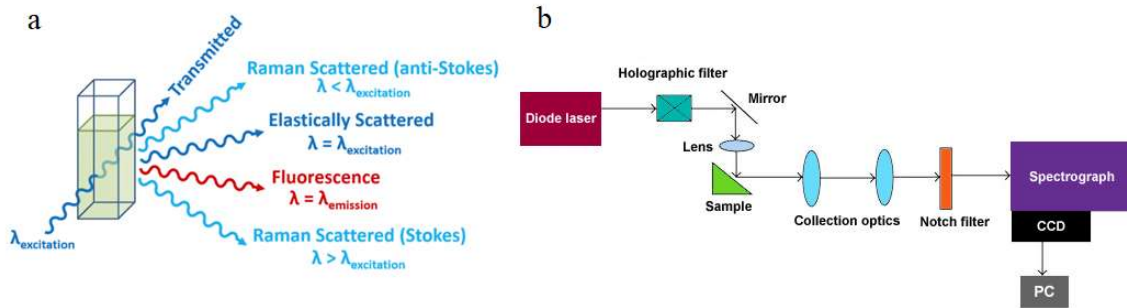 a
Transmitted
Raman Scattered (anti-Stokes)
λ < λexcitation
Elastically Scattered
λ = λexcitation
Fluorescence
λ = λemission
Raman Scattered (Stokes)
λ > λexcitation
λexcitation
b
Holographic filter
Mirror
Diode laser
Lens
Sample
Collection optics
Notch filter
Spectrograph
CCD
PC